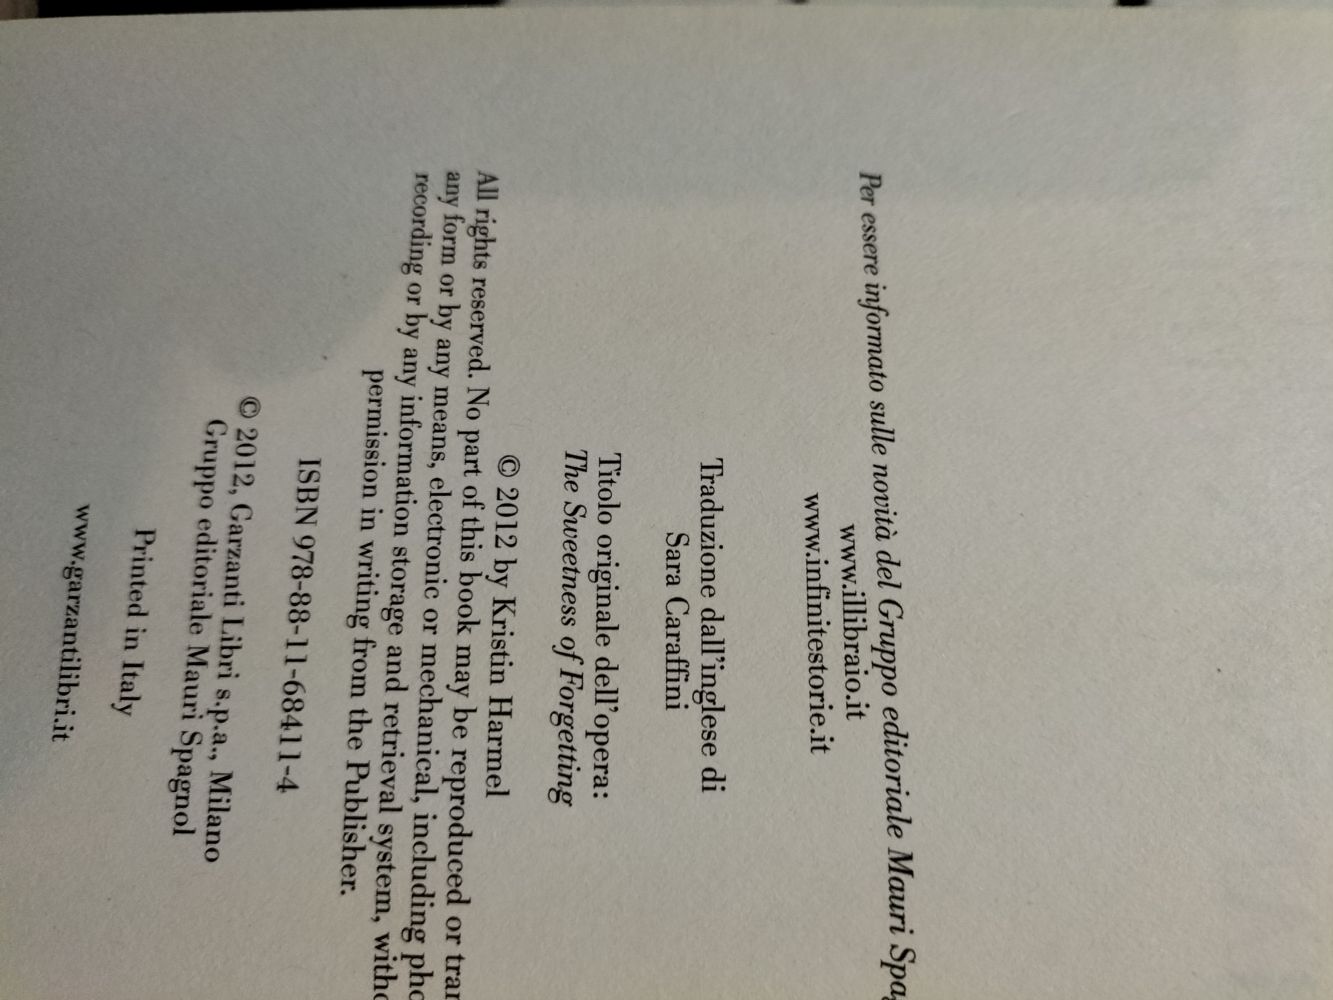 Per essere informato sulle novità del Gruppo editoriale Mauri Spag
www.illibraio.it
www.infinitestorie.it
Traduzione dall'inglese di
Sara Caraffini
Titolo originale dell'opera:
The Sweetness of Forgetting
© 2012 by Kristin Harmel
All rights reserved. No part of this book may be reproduced or tran
any form or by any means, electronic or mechanical, including pho
recording or by any information storage and retrieval system, witho
permission in writing from the Publisher.
ISBN 978-88-11-68411-4
© 2012, Garzanti Libri s.p.a., Milano
Gruppo editoriale Mauri Spagnol
Printed in Italy
www.garzantilibri.it